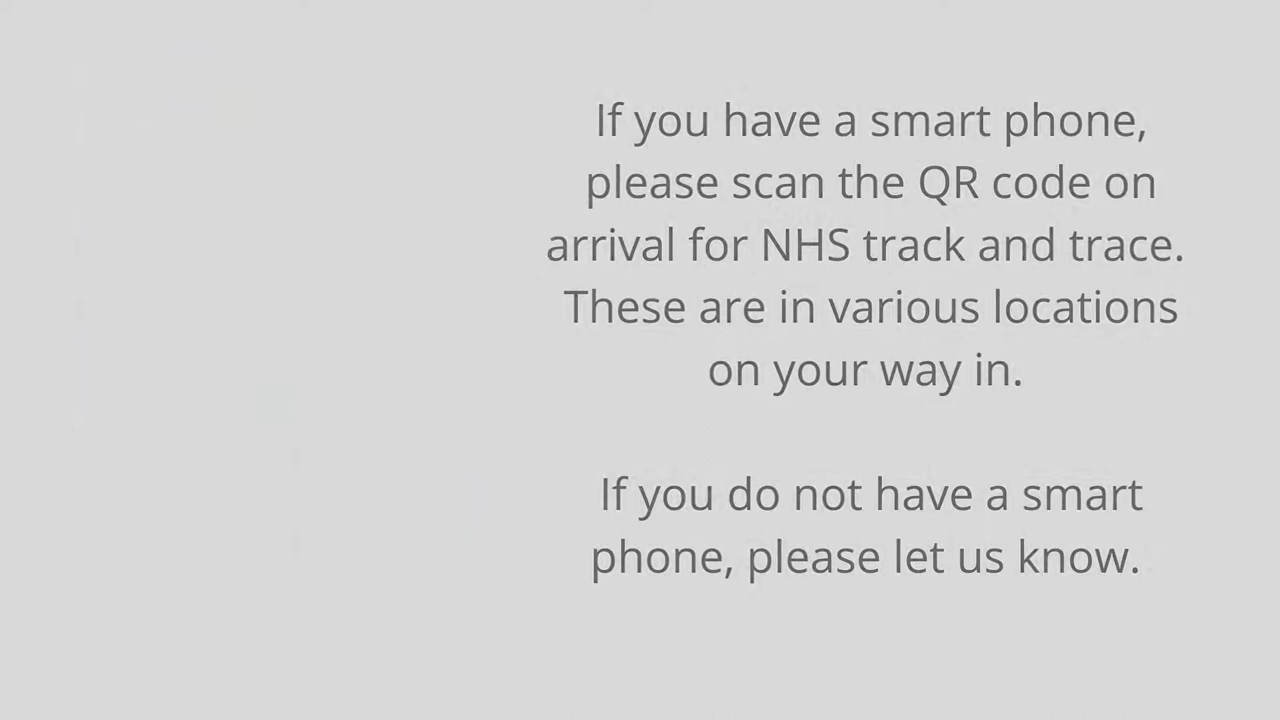 If you have a smart phone,
please scan the QR code on
arrival for NHS track and trace.
These are in various locations
on your way in.
If you do not have a smart
phone, please let us know.